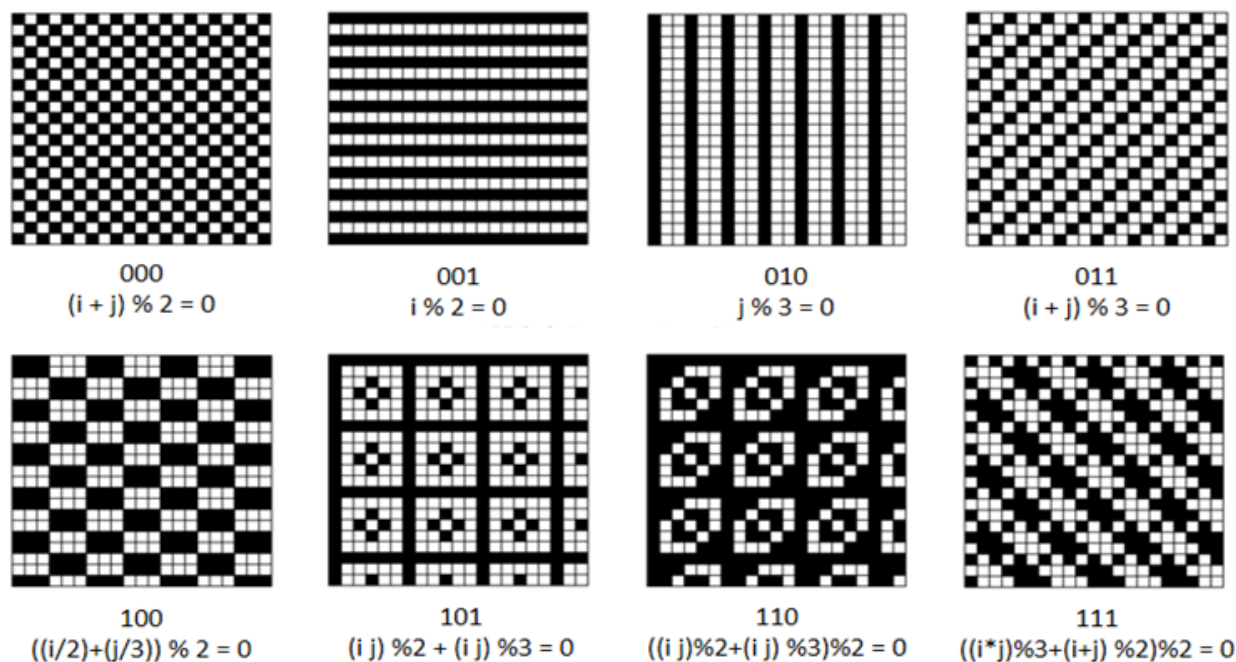 000
(i + j) % 2 = 0
001
i % 2 = 0
010
j % 3 = 0
011
(i + j) % 3 = 0
100
((i/2)+(j/3)) % 2 = 0
101
(i j) %2 + (i j) %3 = 0
110
((i j)%2+(i j) %3)%2 = 0
111
((i*j)%3+(i+j) %2)%2 = 0